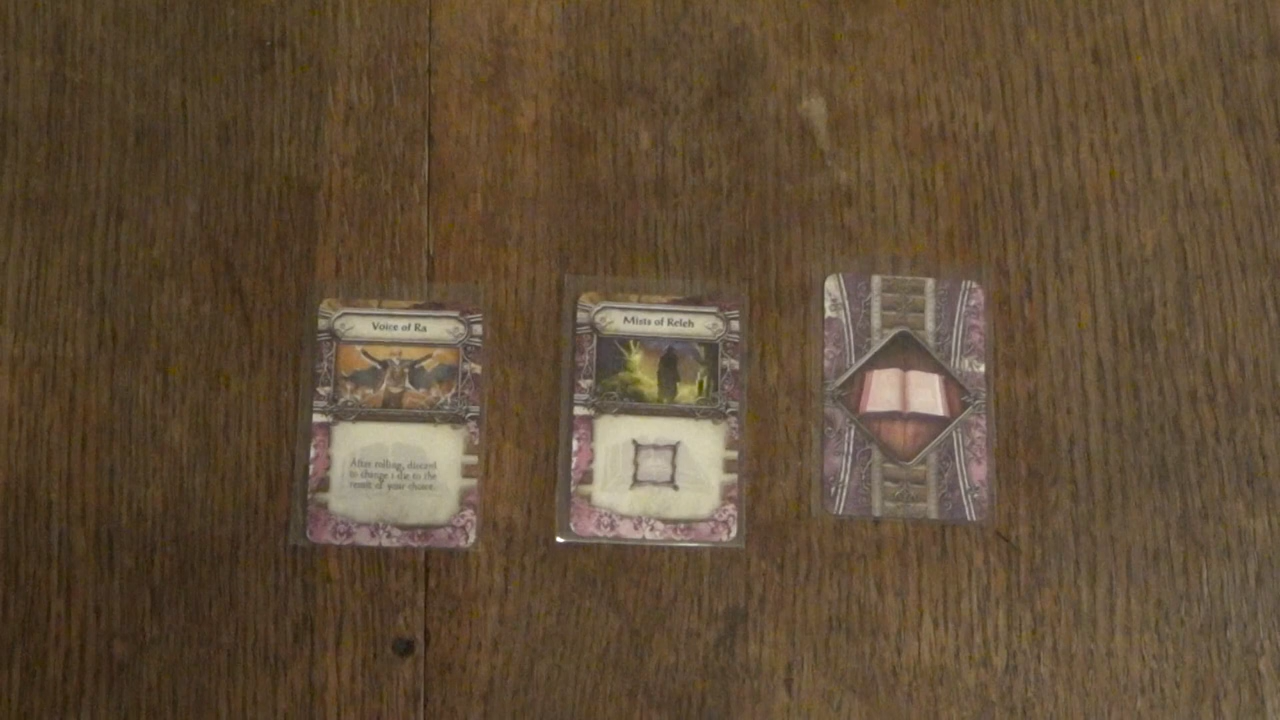 Voice of Ra
After rolling, discard
to change 1 die to the
result of your choice.
Mists of Releh